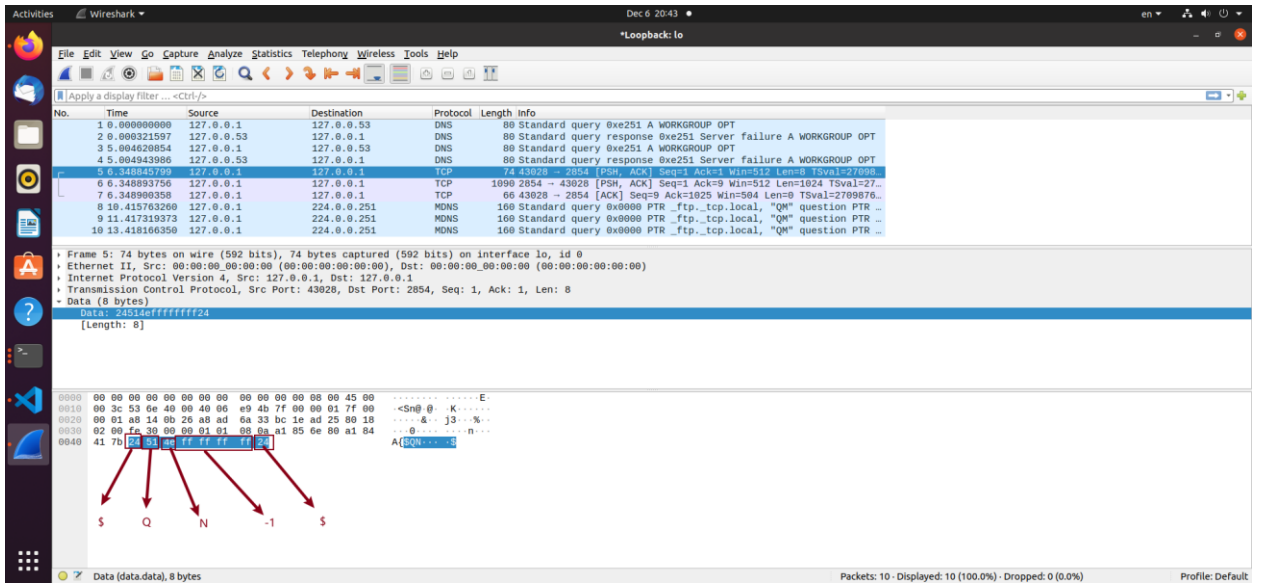 Activities Wireshark Dec 6 20:43 en
*Loopback: lo
File Edit View Go Capture Analyze Statistics Telephony Wireless Tools Help
Apply a display filter ... <Ctrl-/>
No. Time Source Destination Protocol Length Info
1 0.000000000 127.0.0.1 127.0.0.53 DNS 80 Standard query 0xe251 A WORKGROUP OPT
2 0.000321597 127.0.0.53 127.0.0.1 DNS 80 Standard query response 0xe251 Server failure A WORKGROUP OPT
3 5.004620854 127.0.0.1 127.0.0.53 DNS 80 Standard query 0xe251 A WORKGROUP OPT
4 5.004943986 127.0.0.53 127.0.0.1 DNS 80 Standard query response 0xe251 Server failure A WORKGROUP OPT
5 6.348845799 127.0.0.1 127.0.0.1 TCP 74 43028 → 2854 [PSH, ACK] Seq=1 Ack=1 Win=512 Len=8 TSval=27098…
6 6.348893756 127.0.0.1 127.0.0.1 TCP 1090 2854 → 43028 [PSH, ACK] Seq=1 Ack=9 Win=512 Len=1024 TSval=27…
7 6.348900358 127.0.0.1 127.0.0.1 TCP 66 43028 → 2854 [ACK] Seq=9 Ack=1025 Win=504 Len=0 TSval=2709876…
8 10.415763260 127.0.0.1 224.0.0.251 MDNS 160 Standard query 0x0000 PTR _ftp._tcp.local, "QM" question PTR …
9 11.417319373 127.0.0.1 224.0.0.251 MDNS 160 Standard query 0x0000 PTR _ftp._tcp.local, "QM" question PTR …
10 13.418166350 127.0.0.1 224.0.0.251 MDNS 160 Standard query 0x0000 PTR _ftp._tcp.local, "QM" question PTR …
Frame 5: 74 bytes on wire (592 bits), 74 bytes captured (592 bits) on interface lo, id 0
Ethernet II, Src: 00:00:00_00:00:00 (00:00:00:00:00:00), Dst: 00:00:00_00:00:00 (00:00:00:00:00:00)
Internet Protocol Version 4, Src: 127.0.0.1, Dst: 127.0.0.1
Transmission Control Protocol, Src Port: 43028, Dst Port: 2854, Seq: 1, Ack: 1, Len: 8
Data (8 bytes)
Data: 24514effffffff24
[Length: 8]
0000 00 00 00 00 00 00 00 00 00 00 00 00 08 00 45 00 ········ ······E·
0010 00 3c 53 6e 40 00 40 06 e9 4b 7f 00 00 01 7f 00 ·<Sn@·@· ·K······
0020 00 01 a8 14 0b 26 a8 ad 6a 33 bc 1e ad 25 80 18 ·····&·· j3···%··
0030 02 00 fe 30 00 00 01 01 08 0a a1 85 6e 80 a1 84 ···0···· ····n···
0040 41 7b 24 51 4e ff ff ff ff 24 A{$QN··· ·$
$ Q N -1 $
Data (data.data), 8 bytes Packets: 10 · Displayed: 10 (100.0%) · Dropped: 0 (0.0%) Profile: Default